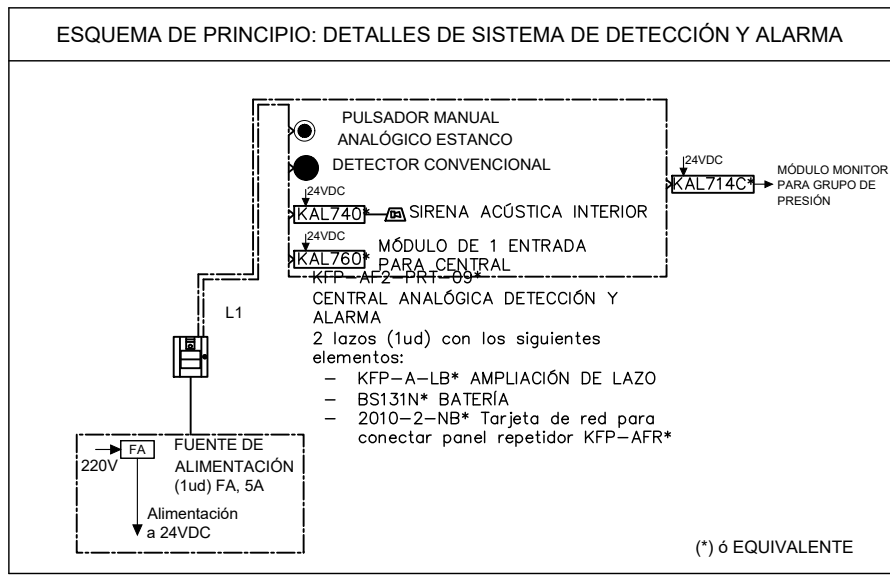 ESQUEMA DE PRINCIPIO: DETALLES DE SISTEMA DE DETECCIÓN Y ALARMA
PULSADOR MANUAL
ANALÓGICO ESTANCO
DETECTOR CONVENCIONAL
24VDC
KAL740*
SIRENA ACÚSTICA INTERIOR
24VDC
KAL760*
MÓDULO DE 1 ENTRADA
PARA CENTRAL
24VDC
KAL714C*
MÓDULO MONITOR
PARA GRUPO DE
PRESIÓN
KFP-AF2-PRT-09*
CENTRAL ANALÓGICA DETECCIÓN Y
ALARMA
2 lazos (1ud) con los siguientes
elementos:
- KFP-A-LB* AMPLIACIÓN DE LAZO
- BS131N* BATERÍA
- 2010-2-NB* Tarjeta de red para
conectar panel repetidor KFP-AFR*
L1
220V
FA
FUENTE DE
ALIMENTACIÓN
(1ud) FA, 5A
Alimentación
a 24VDC
(*) ó EQUIVALENTE